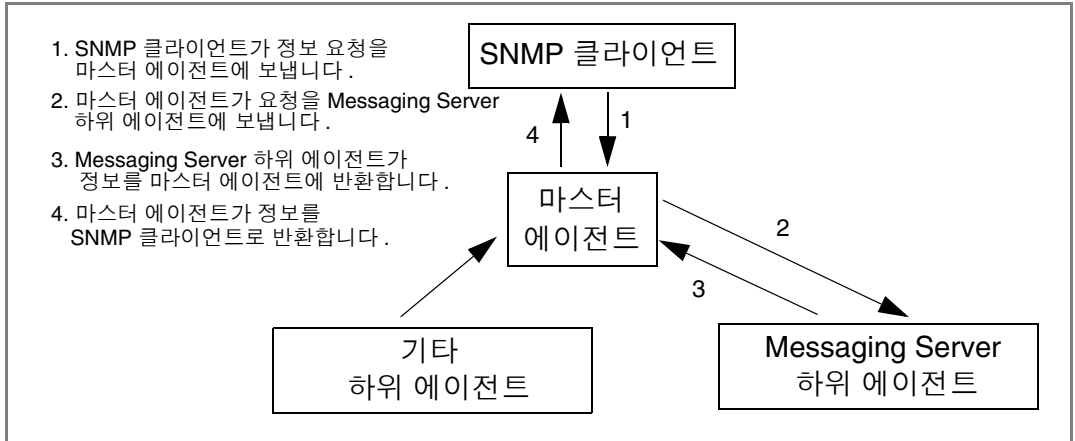 1. SNMP 클라이언트가 정보 요청을
마스터 에이전트에 보냅니다 .
2. 마스터 에이전트가 요청을 Messaging Server
하위 에이전트에 보냅니다 .
3. Messaging Server 하위 에이전트가
정보를 마스터 에이전트에 반환합니다 .
4. 마스터 에이전트가 정보를
SNMP 클라이언트로 반환합니다 .
SNMP 클라이언트
4
1
마스터
에이전트
2
3
기타
하위 에이전트
Messaging Server
하위 에이전트